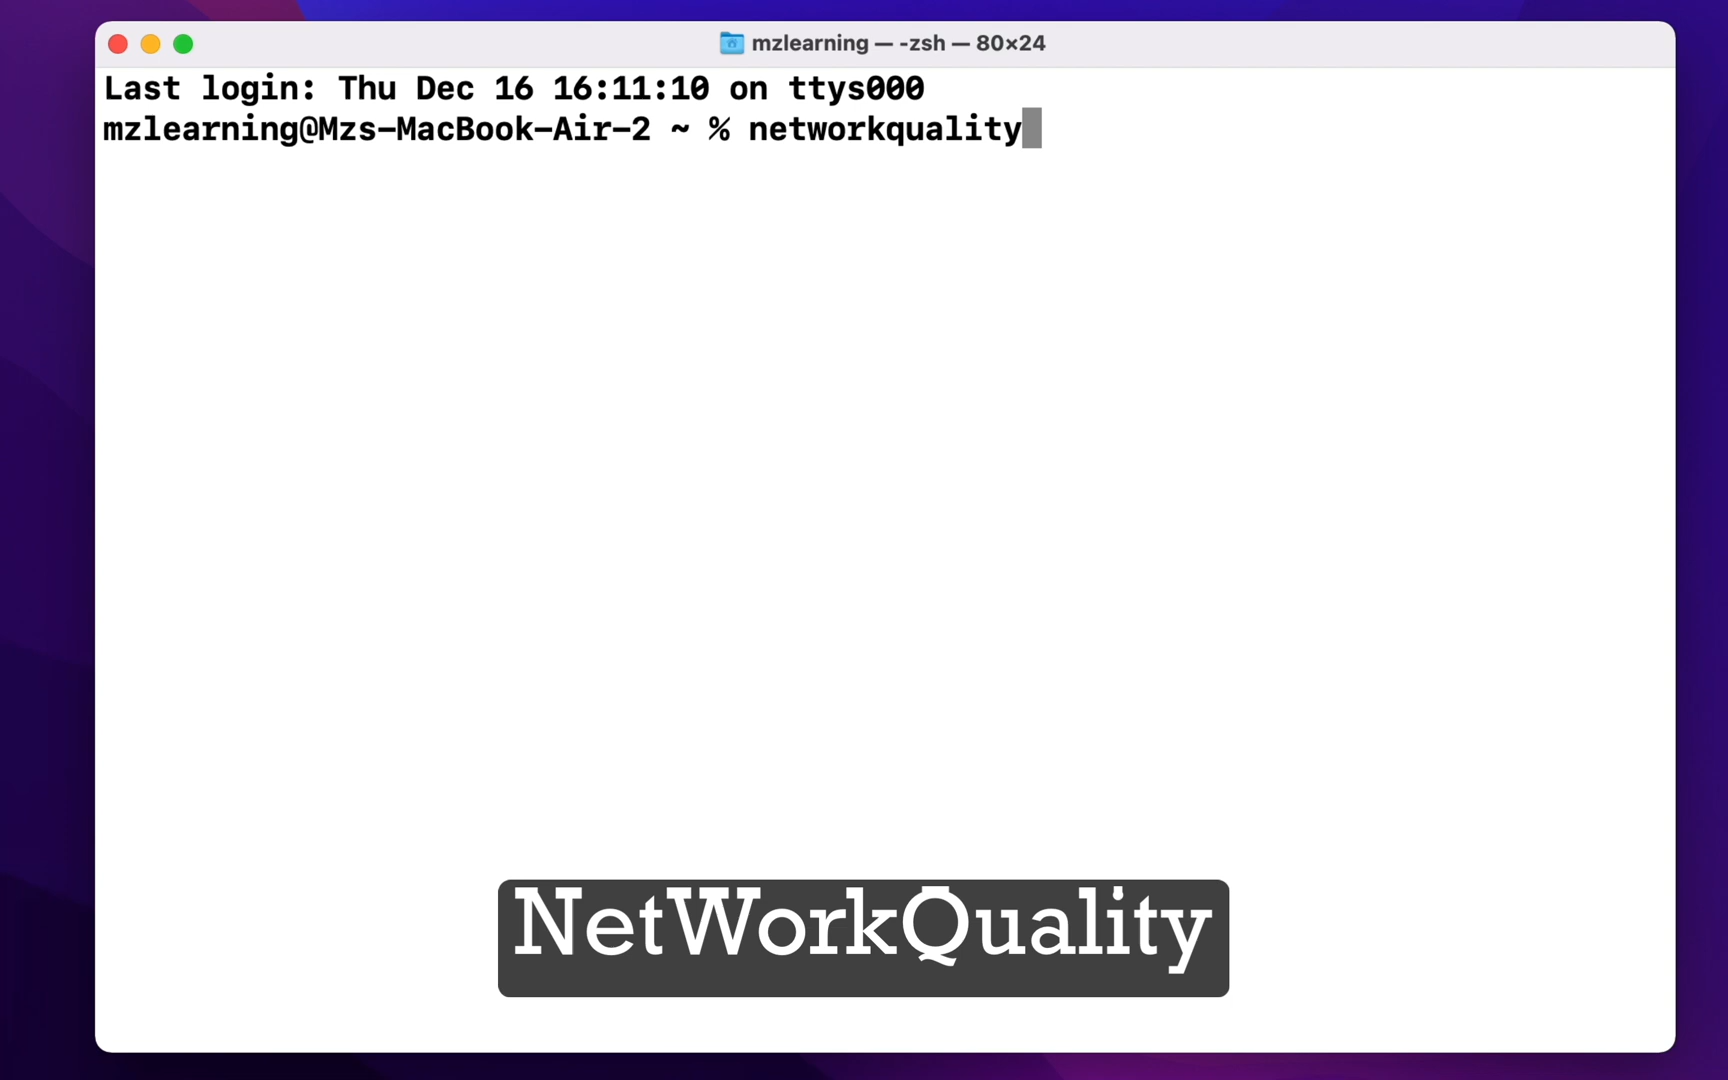 mzlearning — -zsh — 80×24
Last login: Thu Dec 16 16:11:10 on ttys000
mzlearning@Mzs-MacBook-Air-2 ~ % networkquality
NetWorkQuality